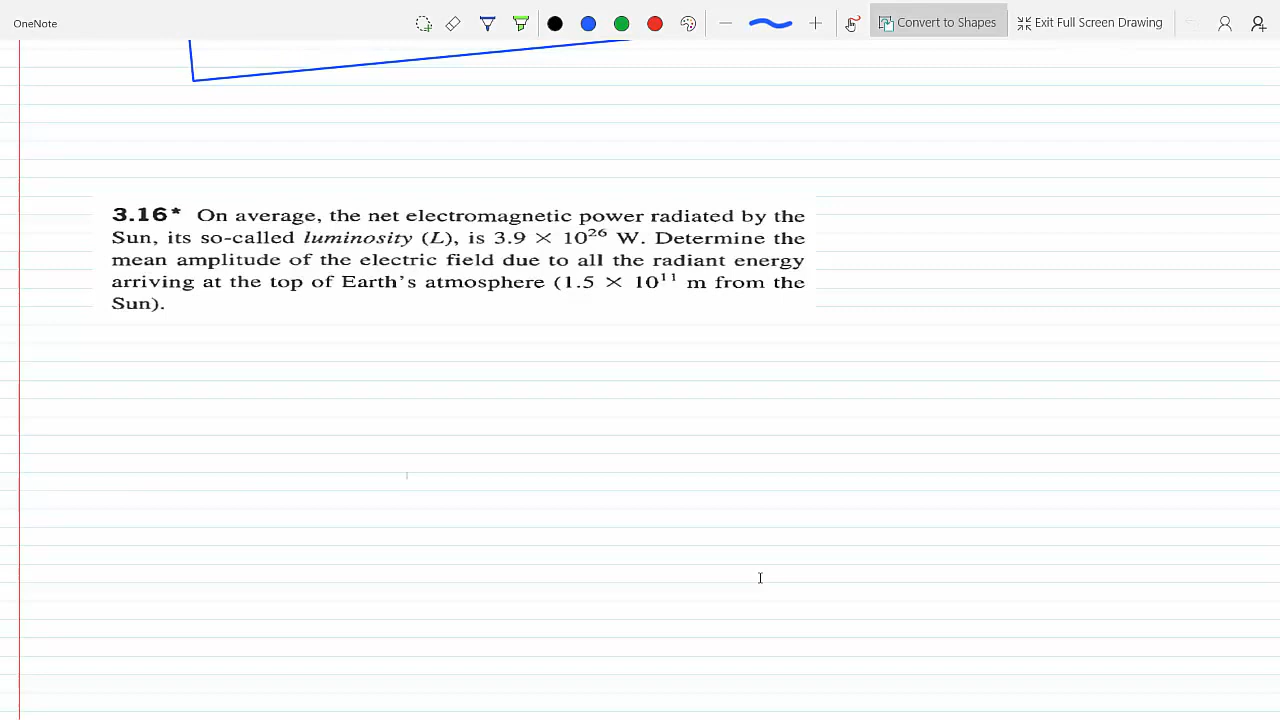 OneNote
Convert to Shapes
Exit Full Screen Drawing
3.16* On average, the net electromagnetic power radiated by the
Sun, its so-called luminosity (L), is 3.9 × 10²⁶ W. Determine the
mean amplitude of the electric field due to all the radiant energy
arriving at the top of Earth's atmosphere (1.5 × 10¹¹ m from the
Sun).